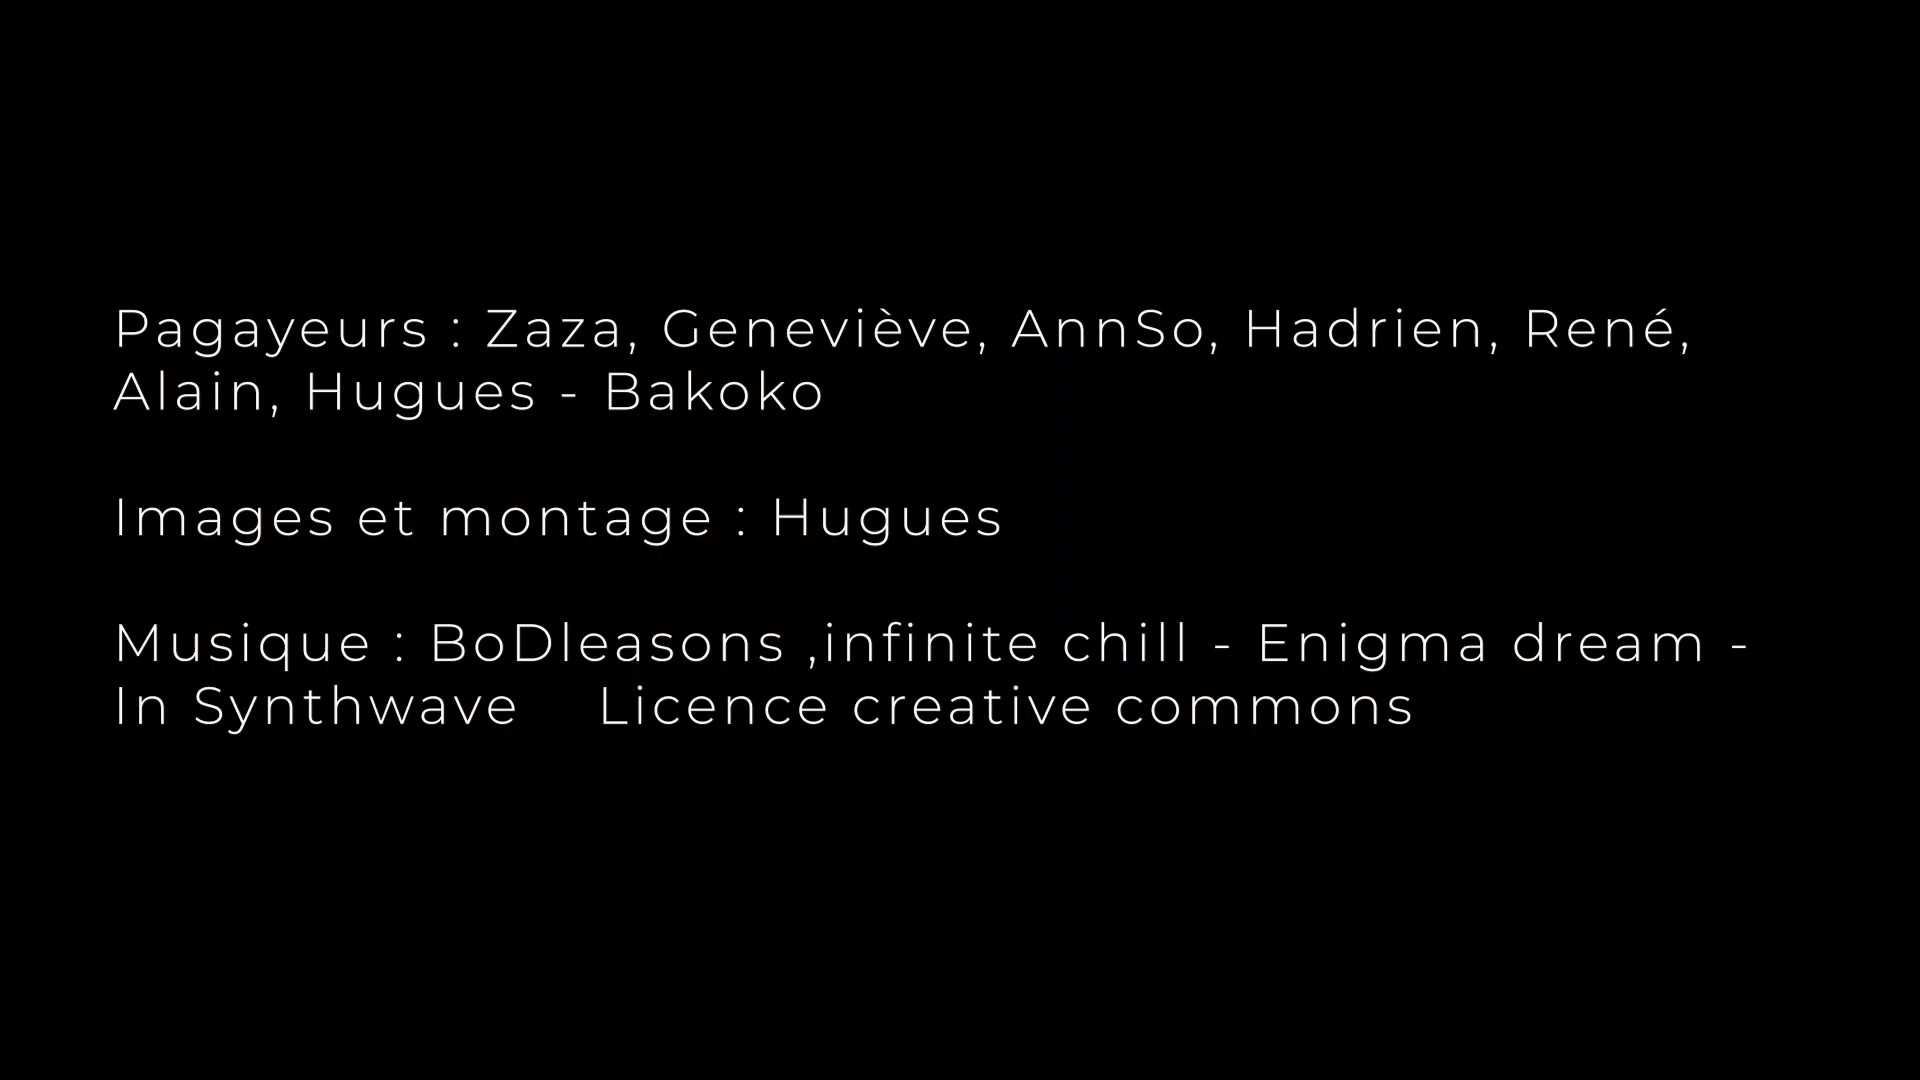 Pagayeurs : Zaza, Geneviève, AnnSo, Hadrien, René,
Alain, Hugues - Bakoko
Images et montage : Hugues
Musique : BoDleasons ,infinite chill - Enigma dream -
In Synthwave    Licence creative commons